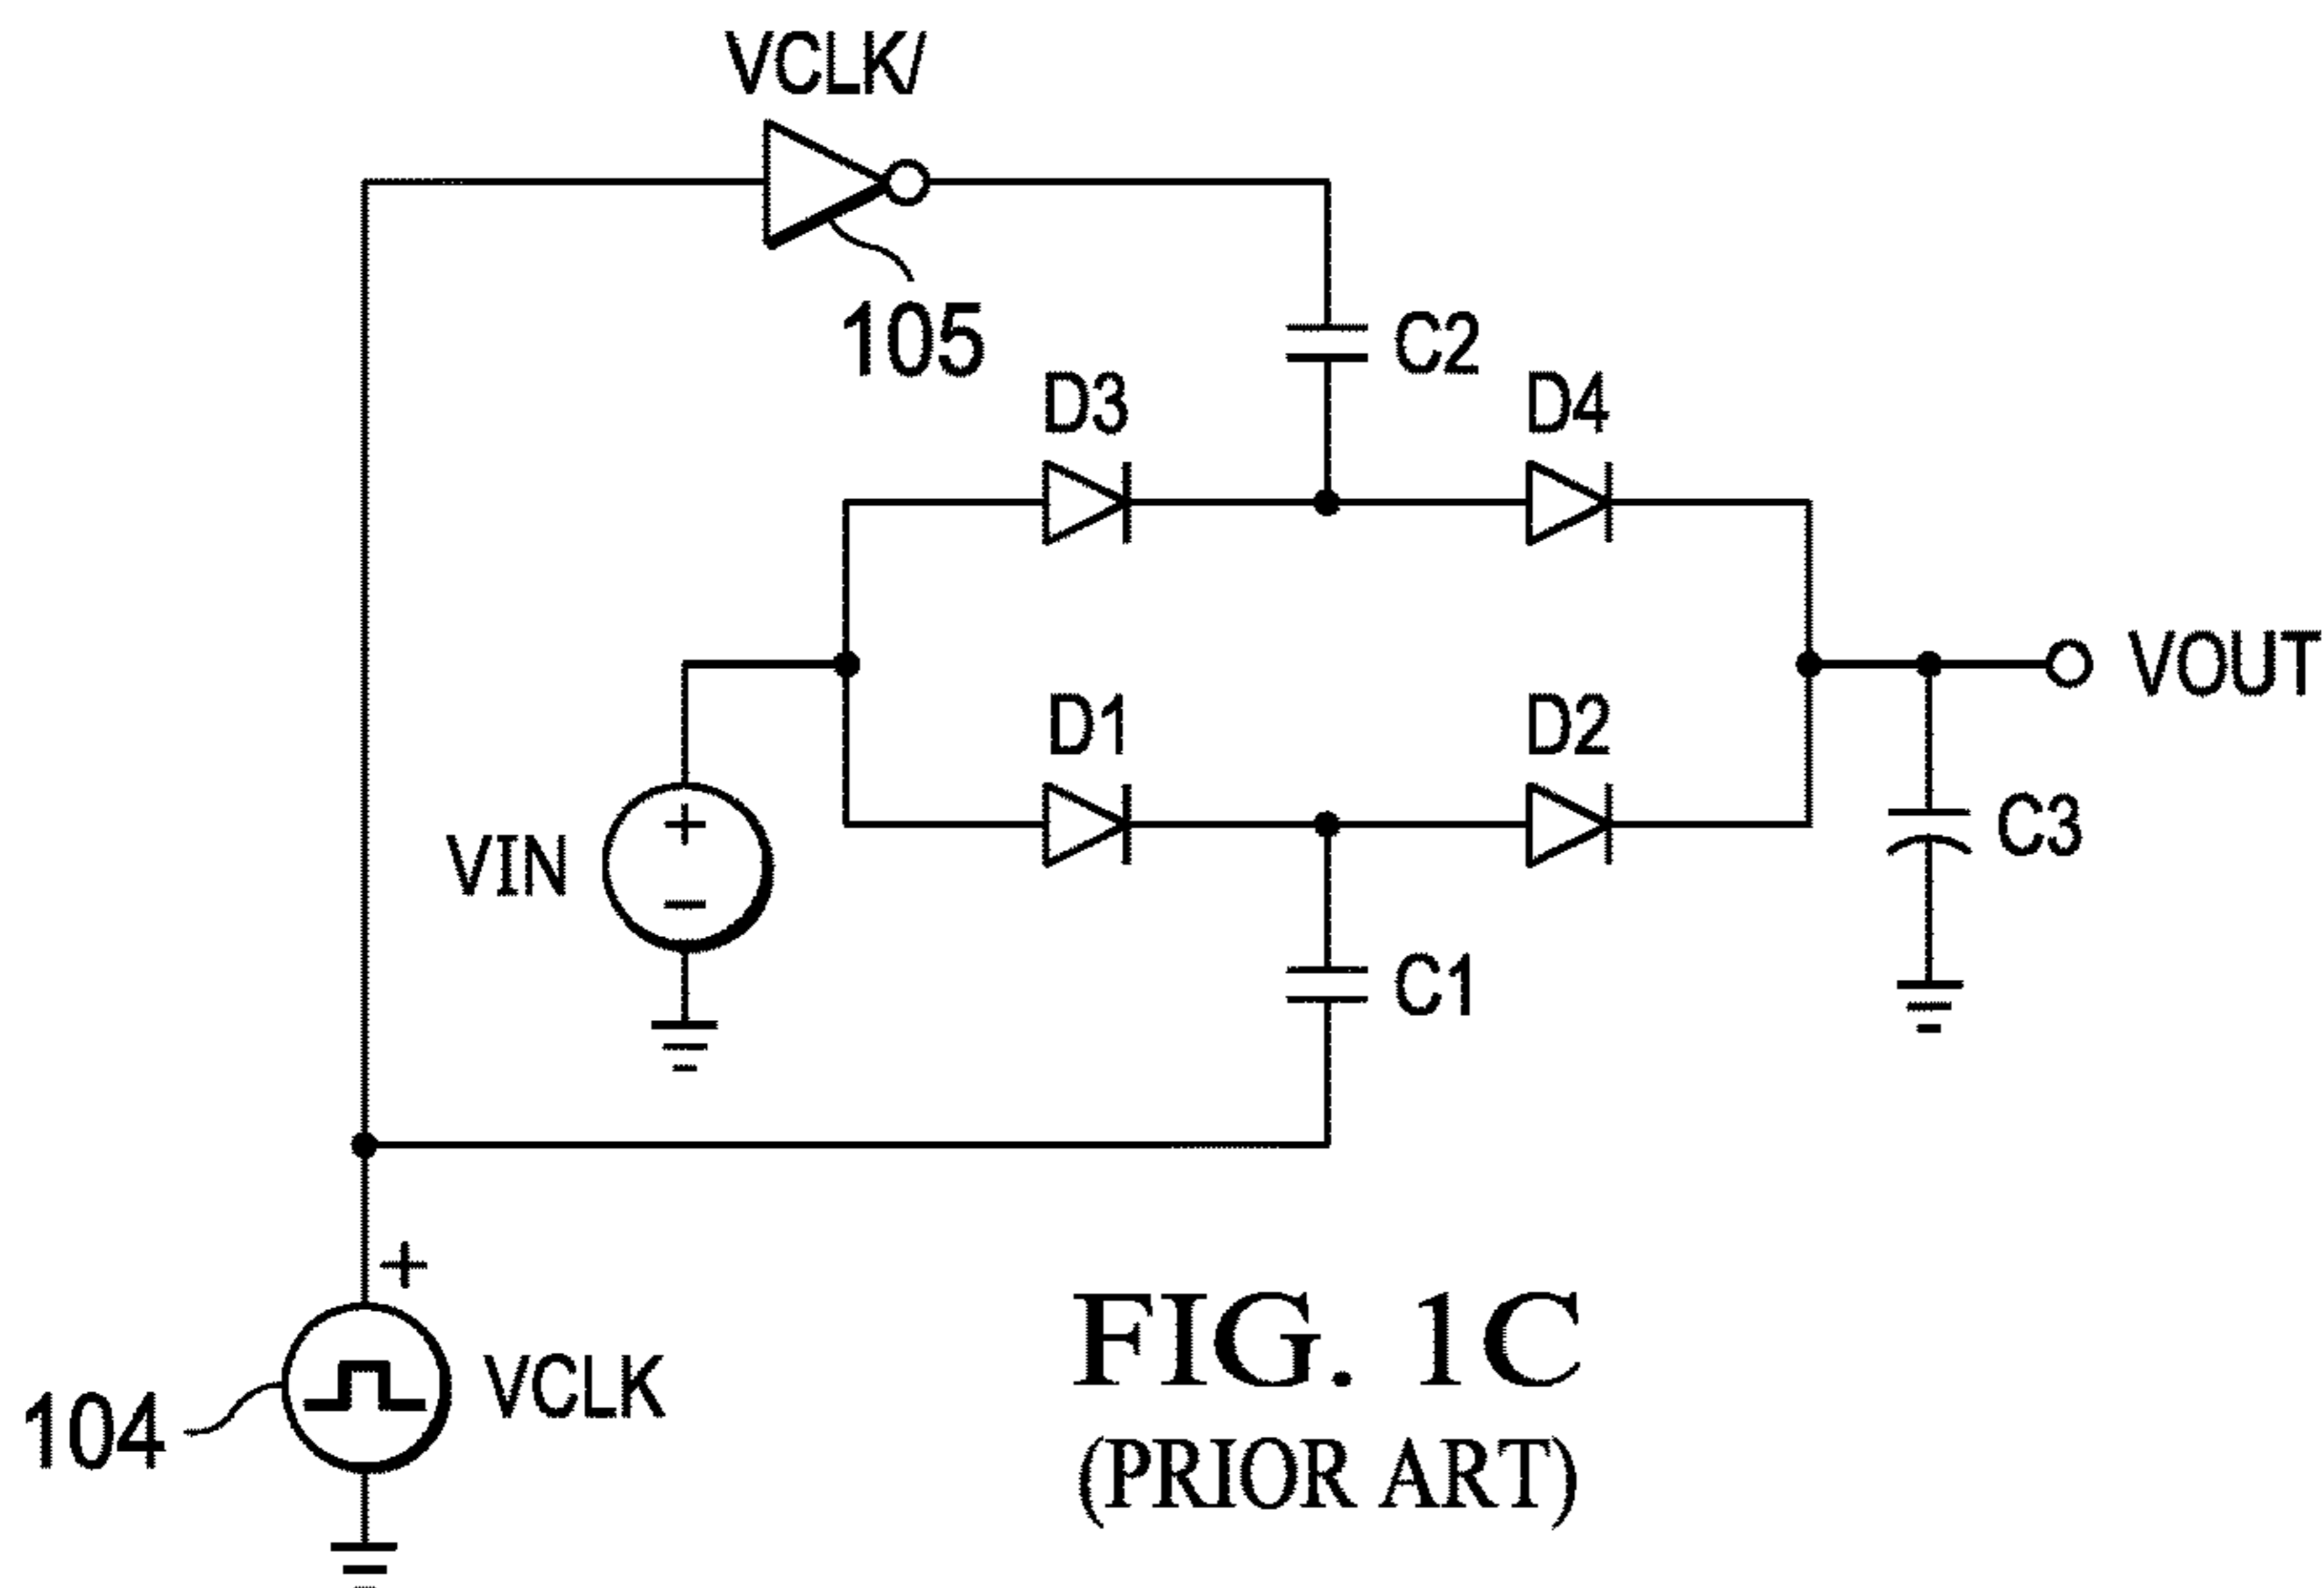 VCLK/
105
C2
D3
D4
VOUT
D1
D2
C3
VIN
+
−
C1
+
VCLK
104
FIG. 1C
(PRIOR ART)